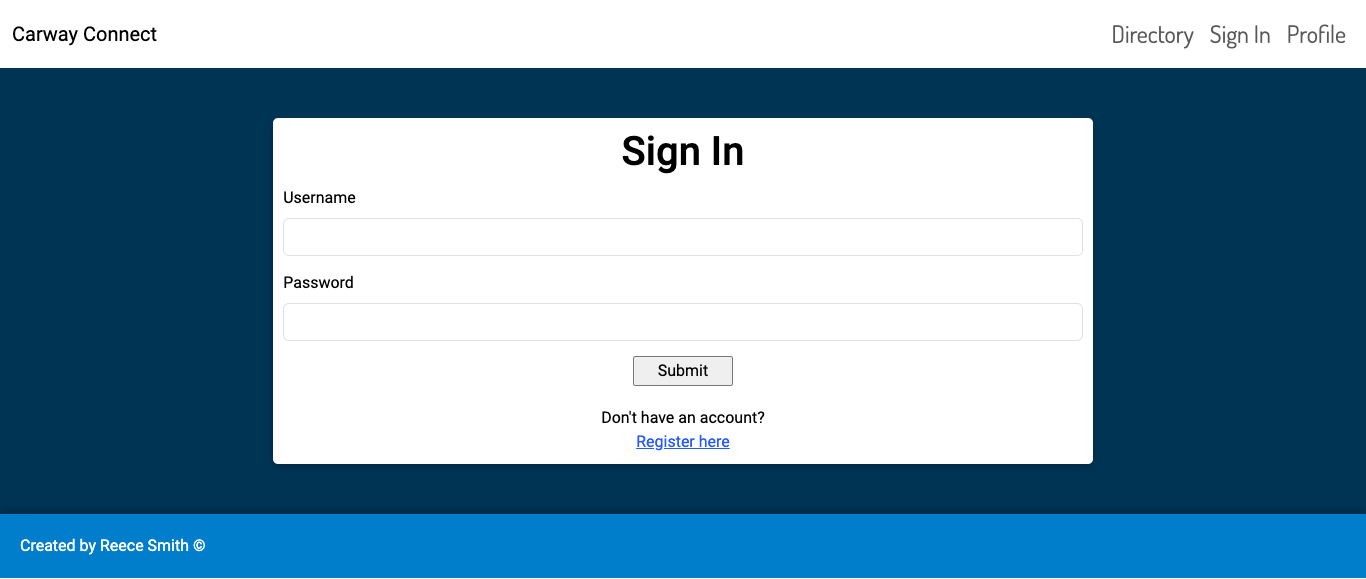 Carway Connect
Directory Sign In Profile
Sign In
Username
Password
Submit
Don't have an account?
Register here
Created by Reece Smith ©